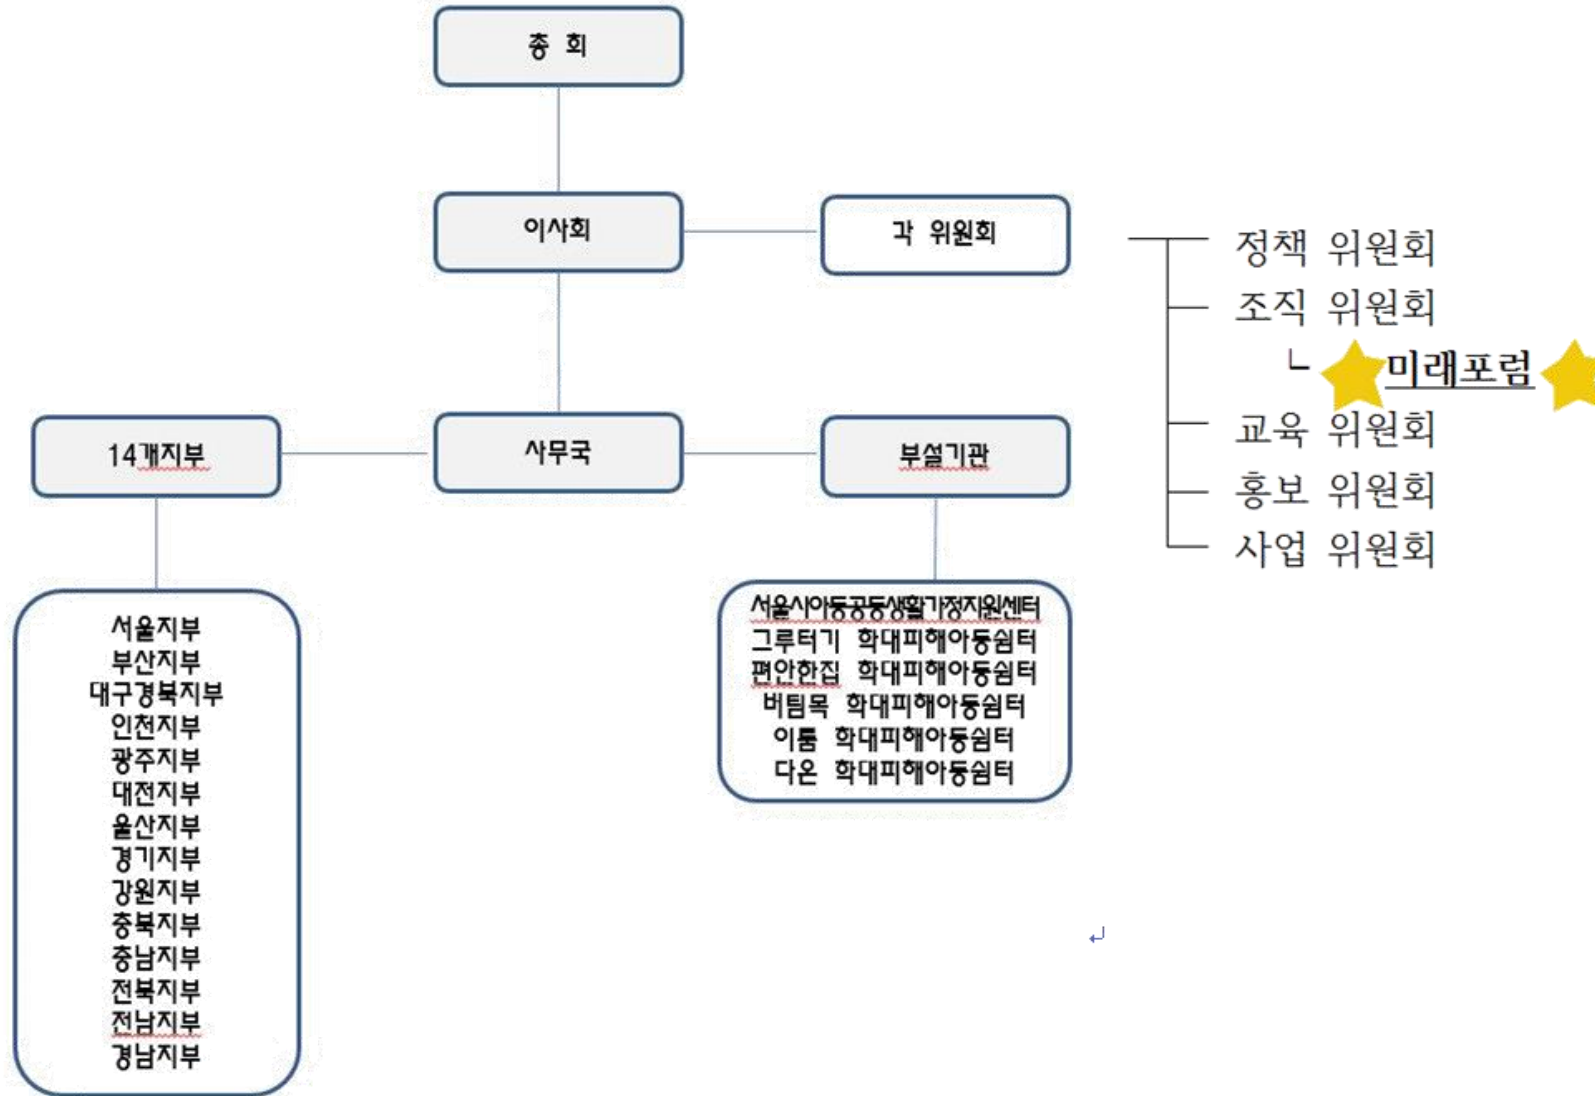 총 회
이사회
각 위원회
정책 위원회
조직 위원회
ㄴ 미래포럼
교육 위원회
홍보 위원회
사업 위원회
14개지부
사무국
부설기관
서울지부
부산지부
대구경북지부
인천지부
광주지부
대전지부
울산지부
경기지부
강원지부
충북지부
충남지부
전북지부
전남지부
경남지부
서울시아동공동생활가정지원센터
그루터기 학대피해아동쉼터
편안한집 학대피해아동쉼터
버팀목 학대피해아동쉼터
이룸 학대피해아동쉼터
다온 학대피해아동쉼터